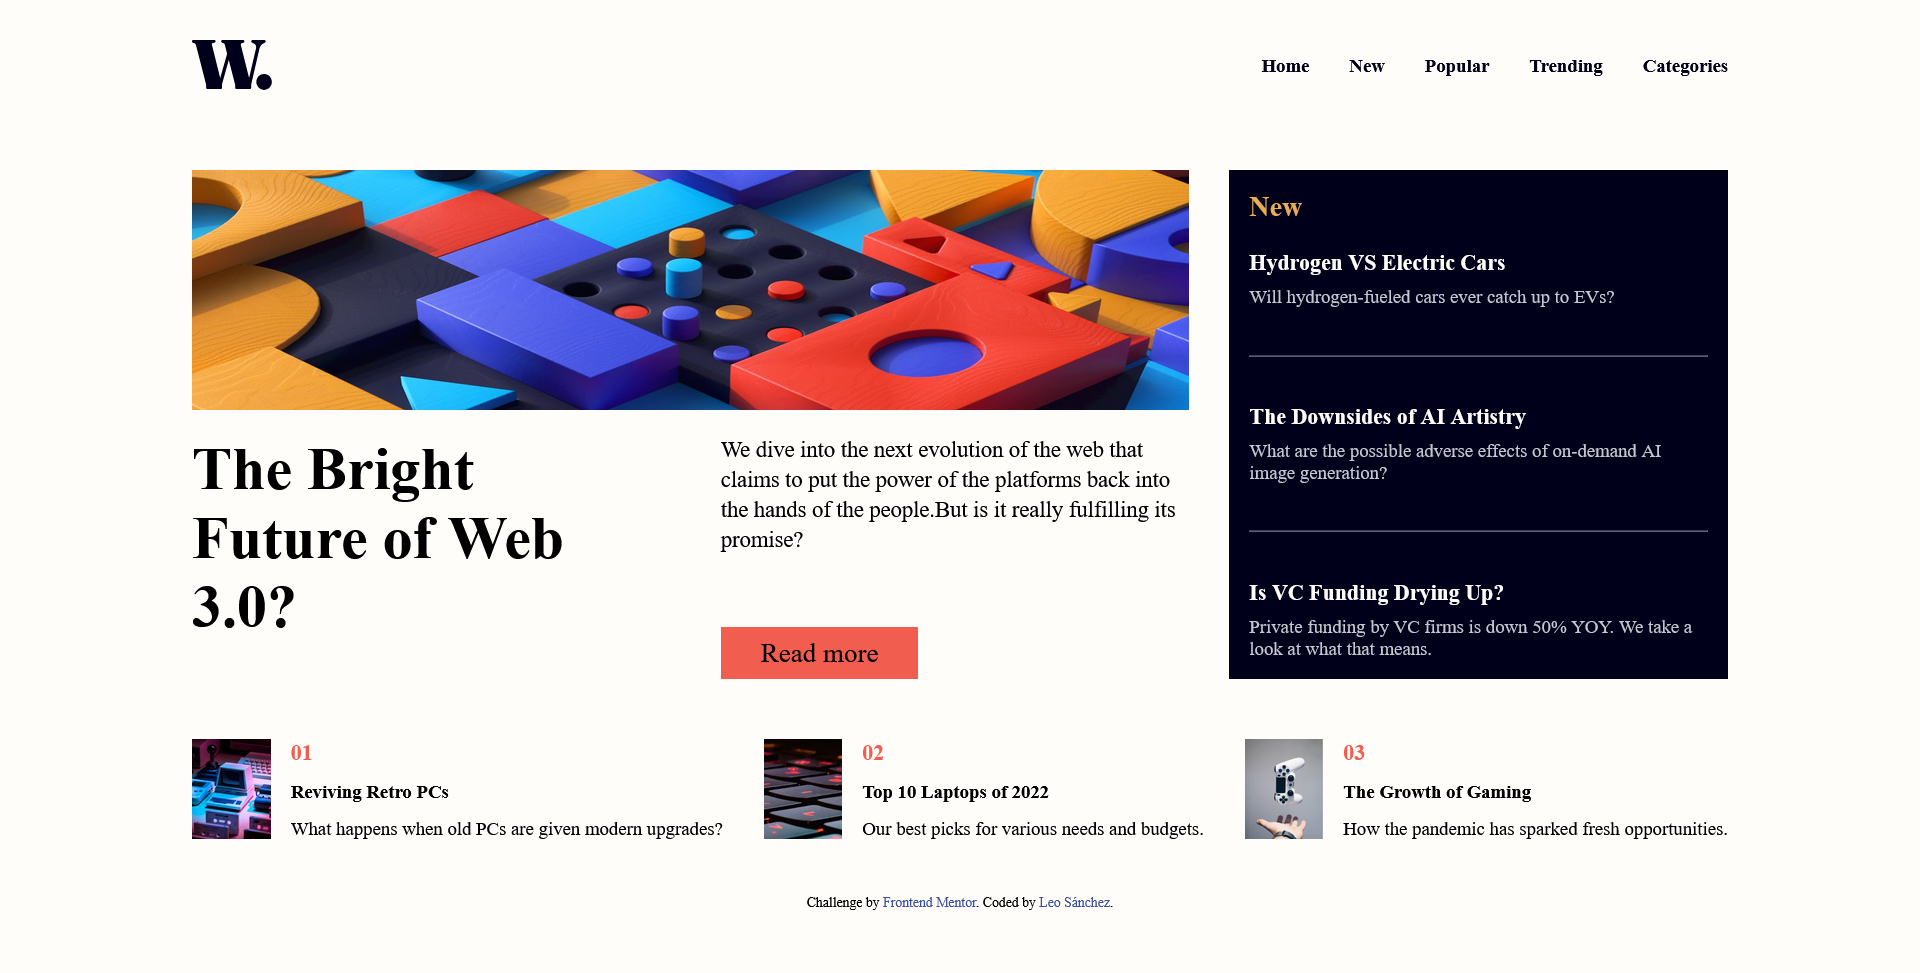 W.
Home New Popular Trending Categories
The Bright
Future of Web
3.0?
We dive into the next evolution of the web that
claims to put the power of the platforms back into
the hands of the people.But is it really fulfilling its
promise?
Read more
New
Hydrogen VS Electric Cars
Will hydrogen-fueled cars ever catch up to EVs?
The Downsides of AI Artistry
What are the possible adverse effects of on-demand AI
image generation?
Is VC Funding Drying Up?
Private funding by VC firms is down 50% YOY. We take a
look at what that means.
01
Reviving Retro PCs
What happens when old PCs are given modern upgrades?
02
Top 10 Laptops of 2022
Our best picks for various needs and budgets.
03
The Growth of Gaming
How the pandemic has sparked fresh opportunities.
Challenge by Frontend Mentor. Coded by Leo Sánchez.